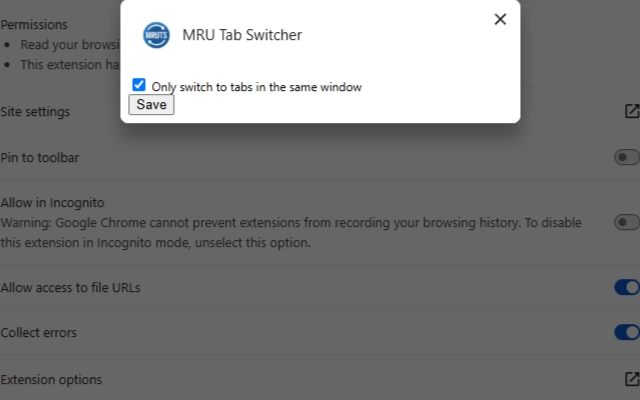 Permissions
Read your browsi
This extension ha
MRUTS
MRU Tab Switcher
Only switch to tabs in the same window
Save
Site settings
Pin to toolbar
Allow in Incognito
Warning: Google Chrome cannot prevent extensions from recording your browsing history. To disable
this extension in Incognito mode, unselect this option.
Allow access to file URLs
Collect errors
Extension options